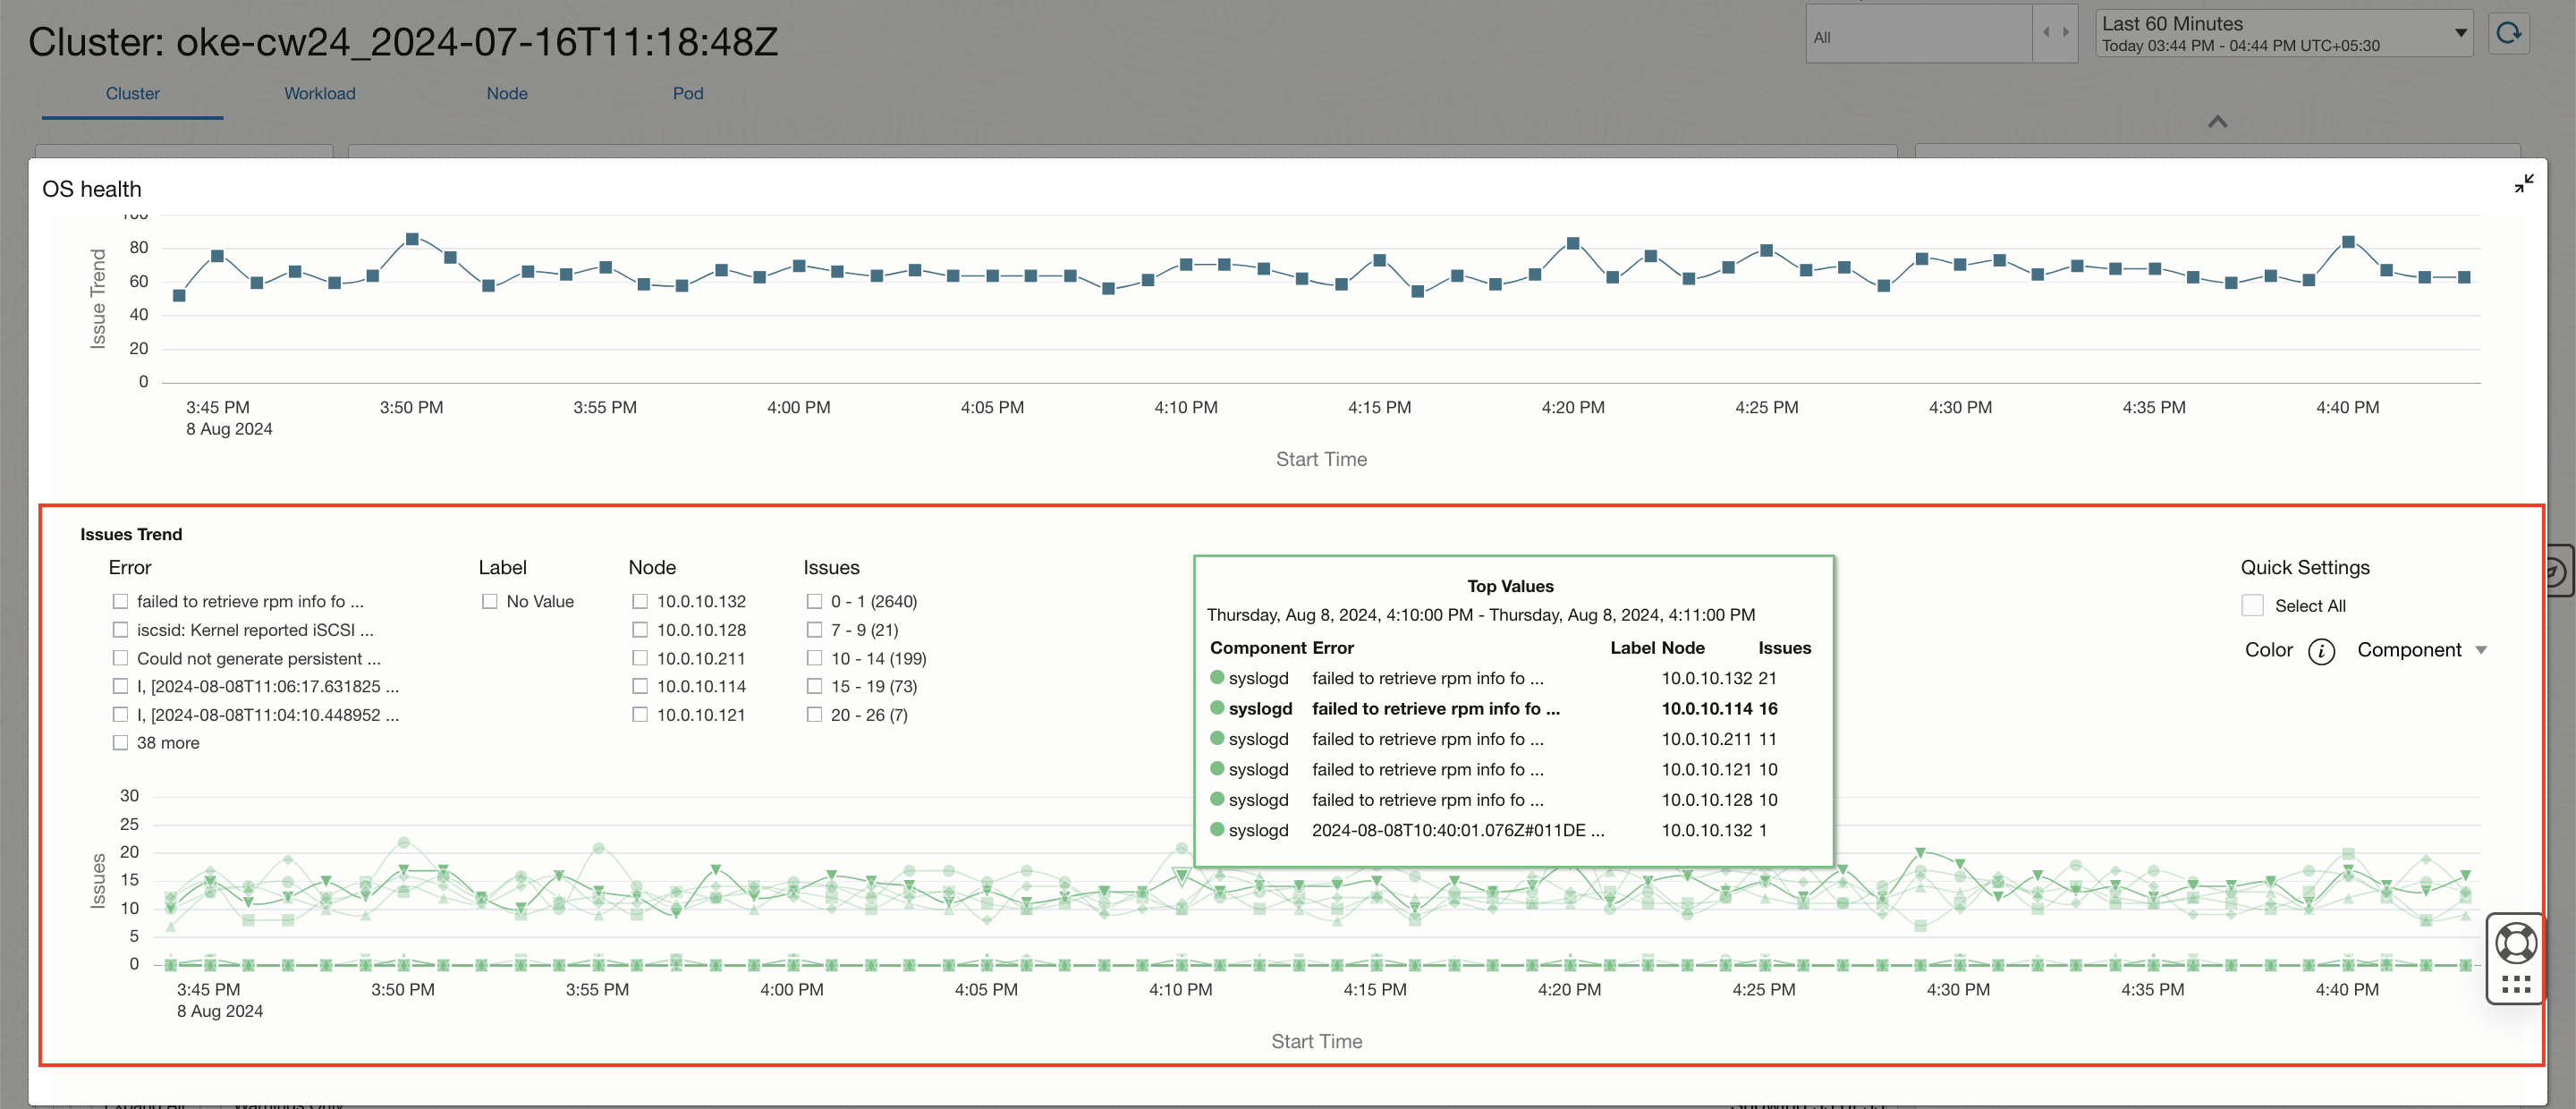 Cluster: oke-cw24_2024-07-16T11:18:48Z
All
Last 60 Minutes
Today 03:44 PM - 04:44 PM UTC+05:30
Cluster Workload Node Pod
OS health
100
80
60
40
20
0
Issue Trend
3:45 PM 3:50 PM 3:55 PM 4:00 PM 4:05 PM 4:10 PM 4:15 PM 4:20 PM 4:25 PM 4:30 PM 4:35 PM 4:40 PM
8 Aug 2024
Start Time
Issues Trend
Error
failed to retrieve rpm info fo ...
iscsid: Kernel reported iSCSI ...
Could not generate persistent ...
I, [2024-08-08T11:06:17.631825 ...
I, [2024-08-08T11:04:10.448952 ...
38 more
Label
No Value
Node
10.0.10.132
10.0.10.128
10.0.10.211
10.0.10.114
10.0.10.121
Issues
0 - 1 (2640)
7 - 9 (21)
10 - 14 (199)
15 - 19 (73)
20 - 26 (7)
Top Values
Thursday, Aug 8, 2024, 4:10:00 PM - Thursday, Aug 8, 2024, 4:11:00 PM
Component Error Label Node Issues
syslogd failed to retrieve rpm info fo ... 10.0.10.132 21
syslogd failed to retrieve rpm info fo ... 10.0.10.114 16
syslogd failed to retrieve rpm info fo ... 10.0.10.211 11
syslogd failed to retrieve rpm info fo ... 10.0.10.121 10
syslogd failed to retrieve rpm info fo ... 10.0.10.128 10
syslogd 2024-08-08T10:40:01.076Z#011DE ... 10.0.10.132 1
Quick Settings
Select All
Color i Component
30
25
20
15
10
5
0
Issues
3:45 PM 3:50 PM 3:55 PM 4:00 PM 4:05 PM 4:10 PM 4:15 PM 4:20 PM 4:25 PM 4:30 PM 4:35 PM 4:40 PM
8 Aug 2024
Start Time
Expand All Warnings Only